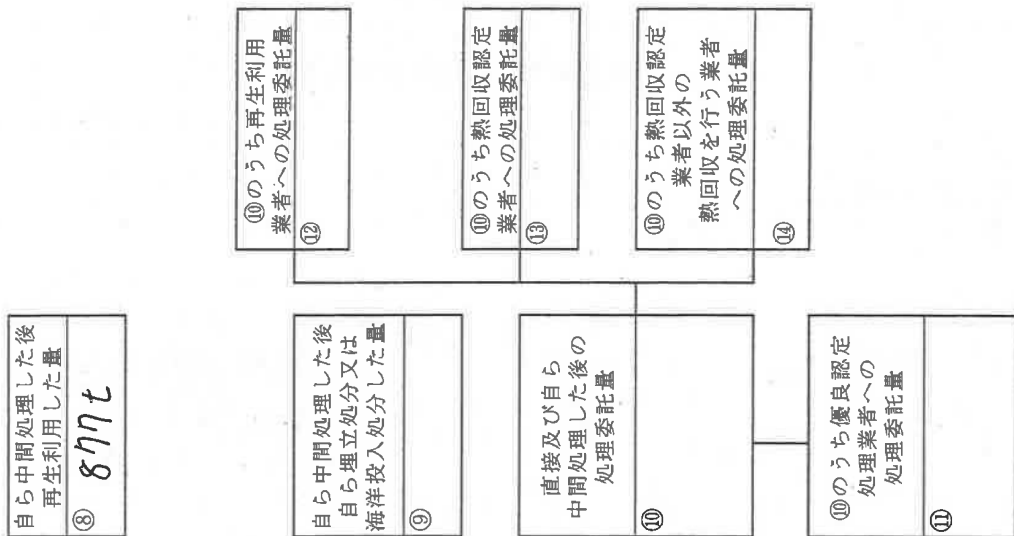 自ら中間処理した後
再生利用した量
⑧ 877t
自ら中間処理した後
自ら埋立処分又は
海洋投入処分した量
⑨
直接及び自ら
中間処理した後の
処理委託量
⑩
⑩のうち優良認定
処理業者への
処理委託量
⑪
⑩のうち再生利用
業者への処理委託量
⑫
⑩のうち熱回収認定
業者への処理委託量
⑬
⑩のうち熱回収認定
業者以外の
熱回収を行う業者
への処理委託量
⑭